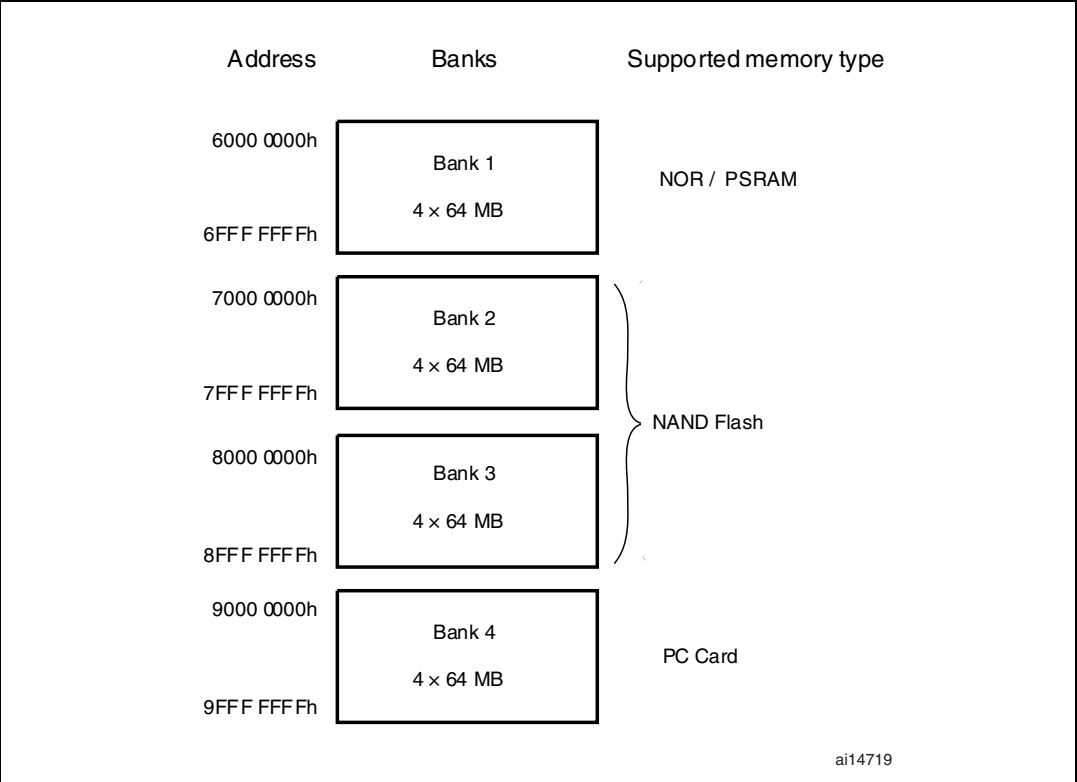 Address Banks Supported memory type
6000 0000h
Bank 1
NOR / PSRAM
4 × 64 MB
6FFF FFFFh
7000 0000h
Bank 2
4 × 64 MB
7FFF FFFFh
NAND Flash
8000 0000h
Bank 3
4 × 64 MB
8FFF FFFFh
9000 0000h
Bank 4
PC Card
4 × 64 MB
9FFF FFFFh
ai14719